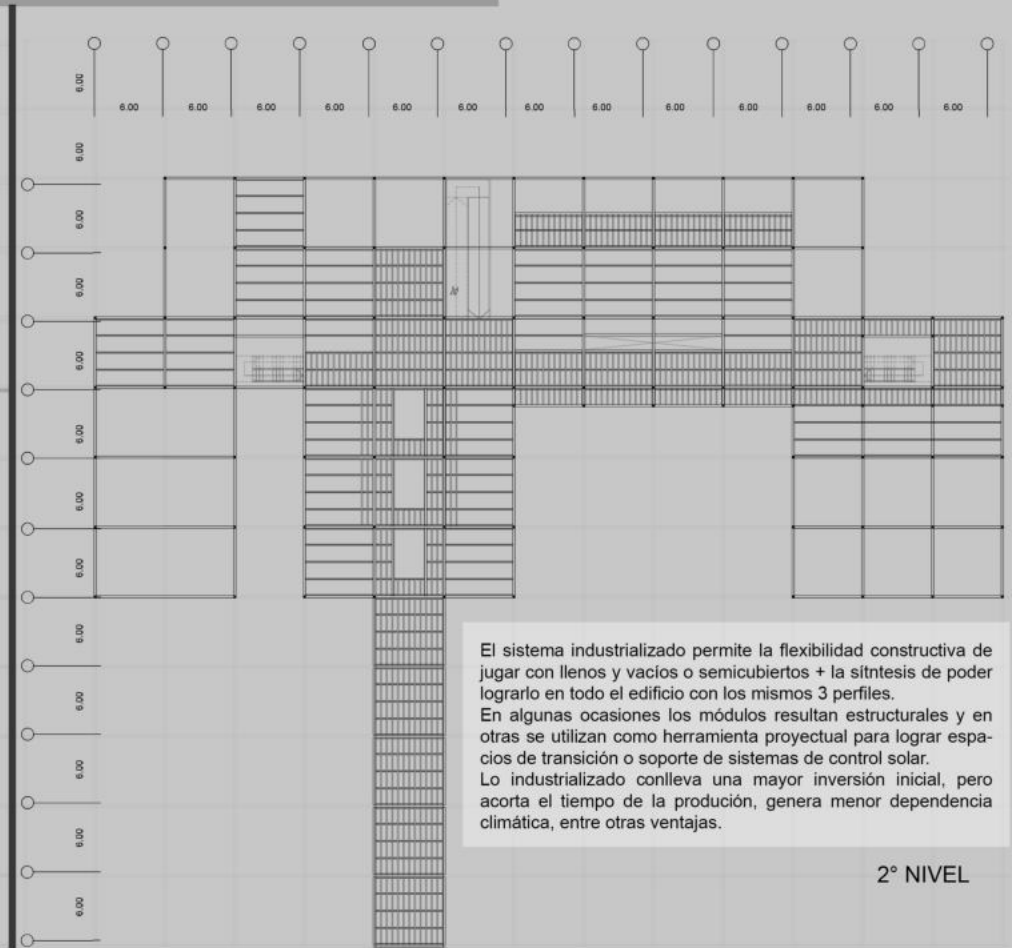 6.00 6.00 6.00 6.00 6.00 6.00 6.00 6.00 6.00 6.00 6.00 6.00 6.00
6.00
6.00
6.00
6.00
6.00
6.00
6.00
6.00
6.00
6.00
6.00
6.00
6.00
El sistema industrializado permite la flexibilidad constructiva de
jugar con llenos y vacíos o semicubiertos + la sítntesis de poder
lograrlo en todo el edificio con los mismos 3 perfiles.
En algunas ocasiones los módulos resultan estructurales y en
otras se utilizan como herramienta proyectual para lograr espa-
cios de transición o soporte de sistemas de control solar.
Lo industrializado conlleva una mayor inversión inicial, pero
acorta el tiempo de la produción, genera menor dependencia
climática, entre otras ventajas.
2° NIVEL